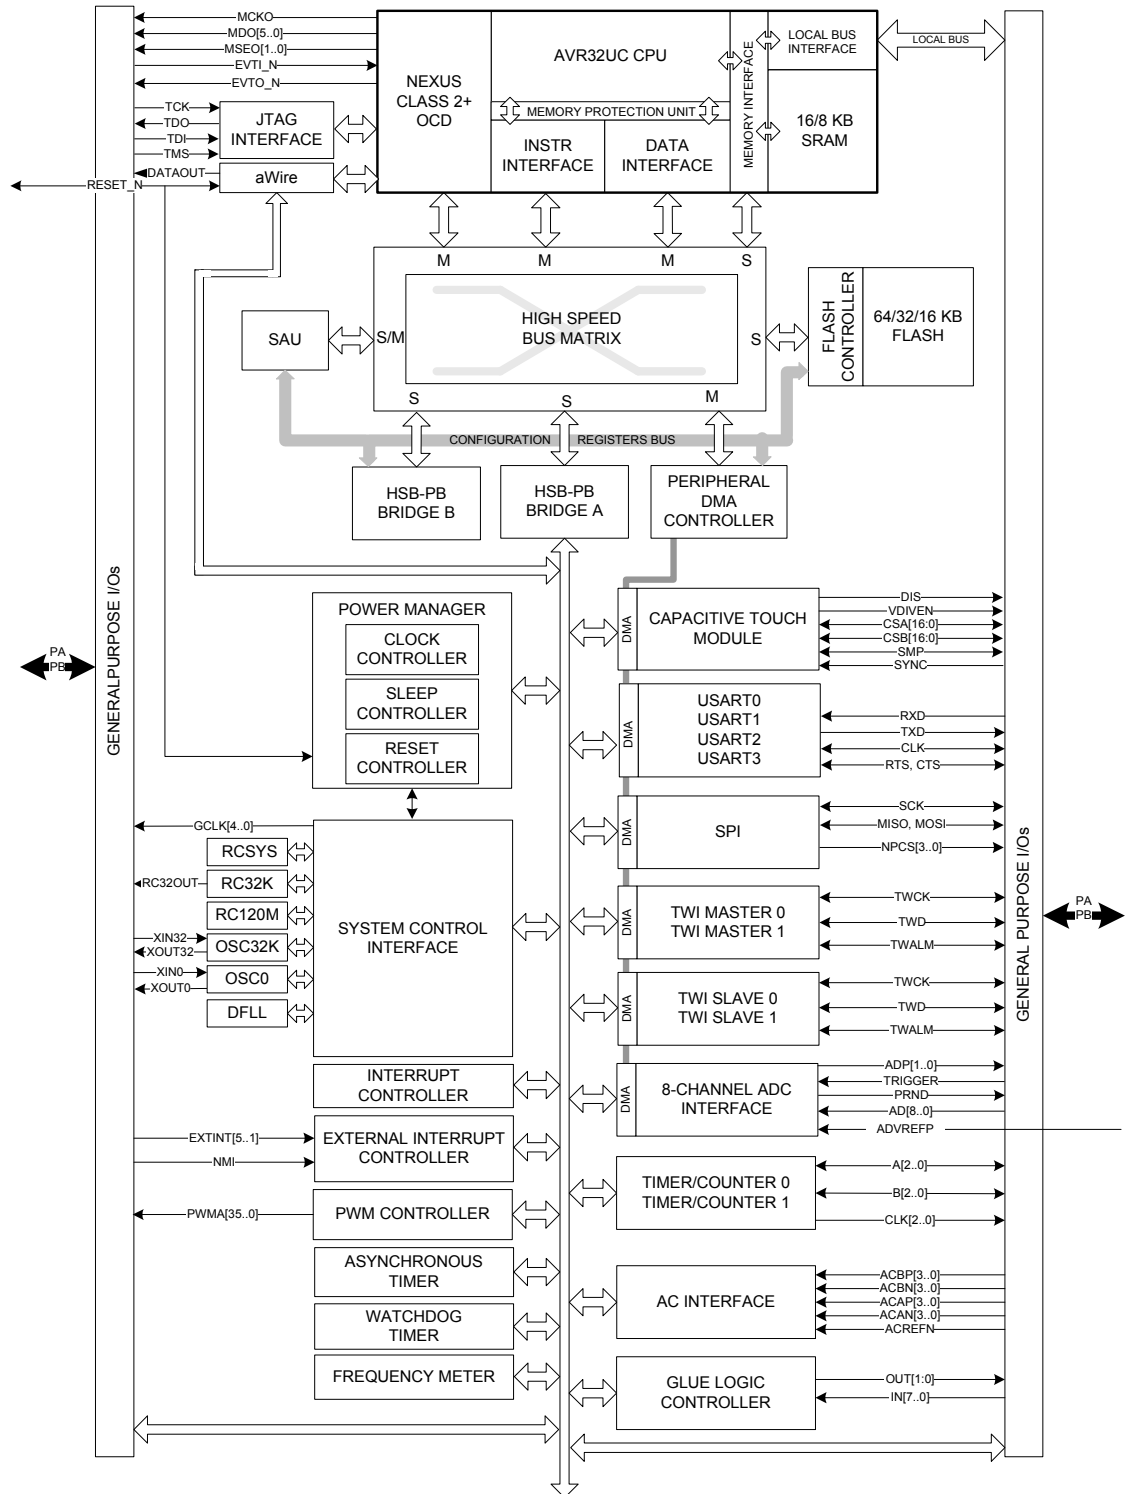 MCKO
MDO[5..0]
MSEO[1..0]
EVTI_N
EVTO_N
TCK
TDO
TDI
TMS
DATAOUT
RESET_N
JTAG
INTERFACE
aWire
NEXUS
CLASS 2+
OCD
AVR32UC CPU
MEMORY PROTECTION UNIT
INSTR
INTERFACE
DATA
INTERFACE
MEMORY INTERFACE
LOCAL BUS
INTERFACE
16/8 KB
SRAM
LOCAL BUS
M
M
M
S
SAU
S/M
HIGH SPEED
BUS MATRIX
S
FLASH
CONTROLLER
64/32/16 KB
FLASH
S
S
M
CONFIGURATION
REGISTERS BUS
HSB-PB
BRIDGE B
HSB-PB
BRIDGE A
PERIPHERAL
DMA
CONTROLLER
GENERALPURPOSE I/Os
PA
PB
POWER MANAGER
CLOCK
CONTROLLER
SLEEP
CONTROLLER
RESET
CONTROLLER
GCLK[4..0]
RCSYS
RC32OUT
RC32K
RC120M
XIN32
XOUT32
OSC32K
XIN0
XOUT0
OSC0
DFLL
SYSTEM CONTROL
INTERFACE
INTERRUPT
CONTROLLER
EXTINT[5..1]
NMI
EXTERNAL INTERRUPT
CONTROLLER
PWMA[35..0]
PWM CONTROLLER
ASYNCHRONOUS
TIMER
WATCHDOG
TIMER
FREQUENCY METER
DMA
CAPACITIVE TOUCH
MODULE
DIS
VDIVEN
CSA[16:0]
CSB[16:0]
SMP
SYNC
DMA
USART0
USART1
USART2
USART3
RXD
TXD
CLK
RTS, CTS
DMA
SPI
SCK
MISO, MOSI
NPCS[3..0]
DMA
TWI MASTER 0
TWI MASTER 1
TWCK
TWD
TWALM
DMA
TWI SLAVE 0
TWI SLAVE 1
TWCK
TWD
TWALM
DMA
8-CHANNEL ADC
INTERFACE
ADP[1..0]
TRIGGER
PRND
AD[8..0]
ADVREFP
TIMER/COUNTER 0
TIMER/COUNTER 1
A[2..0]
B[2..0]
CLK[2..0]
AC INTERFACE
ACBP[3..0]
ACBN[3..0]
ACAP[3..0]
ACAN[3..0]
ACREFN
GLUE LOGIC
CONTROLLER
OUT[1:0]
IN[7..0]
GENERAL PURPOSE I/Os
PA
PB